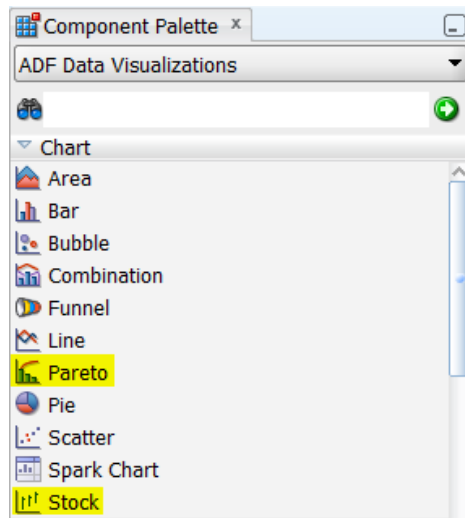 Component Palette
ADF Data Visualizations
Chart
Area
Bar
Bubble
Combination
Funnel
Line
Pareto
Pie
Scatter
Spark Chart
Stock